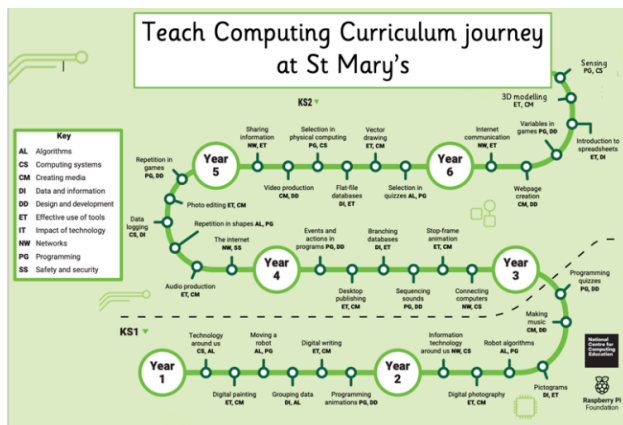 Teach Computing Curriculum journey
at St Mary's
Sensing
PG, CS
3D modelling
ET, CM
KS2
Variables in
games PG, DD
Introduction to
spreadsheets
ET, DI
Key
AL Algorithms
CS Computing systems
CM Creating media
DI Data and information
DD Design and development
ET Effective use of tools
IT Impact of technology
NW Networks
PG Programming
SS Safety and security
Sharing
information
NW, ET
Selection in
physical computing
PG, CS
Vector
drawing
ET, CM
Internet
communication
NW, ET
Repetition in
games
PG, DD
Year
5
Year
6
Video production
CM, DD
Flat-file
databases
DI, ET
Selection in
quizzes AL, PG
Webpage
creation
CM, DD
Photo editing ET, CM
Data
logging
CS, DI
Repetition in shapes AL, PG
The internet
NW, SS
Events and
actions in
programs PG, DD
Branching
databases
DI, ET
Stop-frame
animation
ET, CM
Year
4
Year
3
Audio production
ET, CM
Desktop
publishing
ET, CM
Sequencing
sounds
PG, DD
Connecting
computers
NW, CS
Programming
quizzes
PG, DD
KS1
Making
music
CM, DD
Technology
around us
CS, AL
Moving a
robot
AL, PG
Digital writing
ET, CM
Information
technology
around us NW, CS
Robot algorithms
AL, PG
National
Centre for
Computing
Education
Year
1
Year
2
Digital painting
ET, CM
Grouping data
DI, AL
Programming
animations PG, DD
Digital photography
ET, CM
Pictograms
DI, ET
Raspberry Pi
Foundation